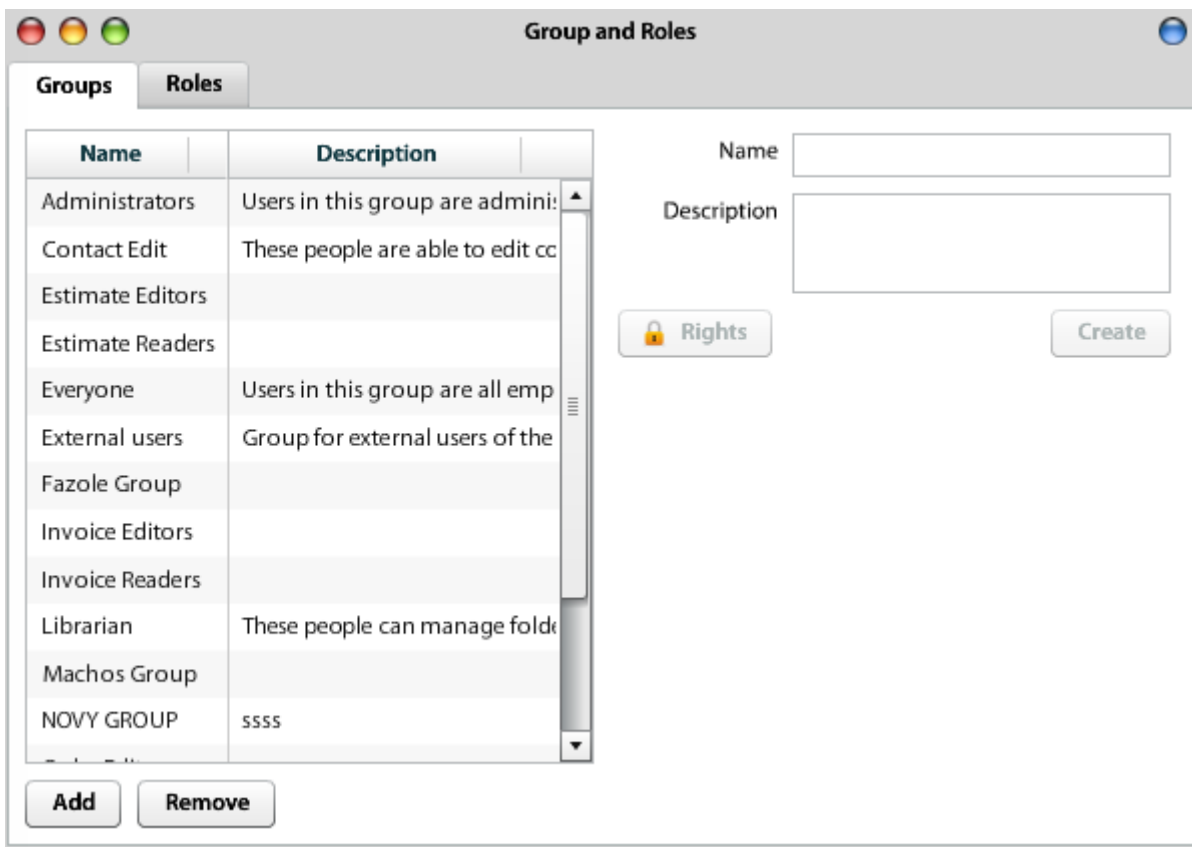 Group and Roles
Groups Roles
Name Description
Administrators Users in this group are adminis
Contact Edit These people are able to edit co
Estimate Editors
Estimate Readers
Everyone Users in this group are all emp
External users Group for external users of the
Fazole Group
Invoice Editors
Invoice Readers
Librarian These people can manage folde
Machos Group
NOVY GROUP ssss
Add Remove
Name
Description
Rights Create